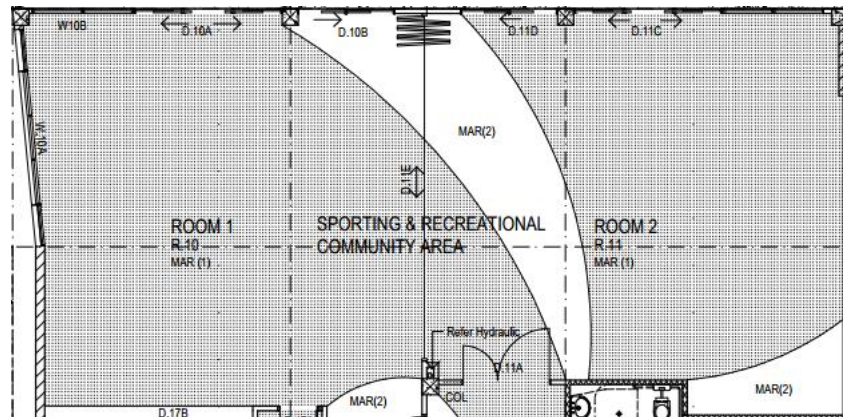 W10B
D.10A
D.10B
D.11D
D.11C
W.10A
MAR(2)
D.11E
ROOM 1
R.10
MAR (1)
SPORTING & RECREATIONAL
COMMUNITY AREA
ROOM 2
R.11
MAR (1)
Refer Hydraulic
D.11A
COL
MAR(2)
MAR(2)
D.17B